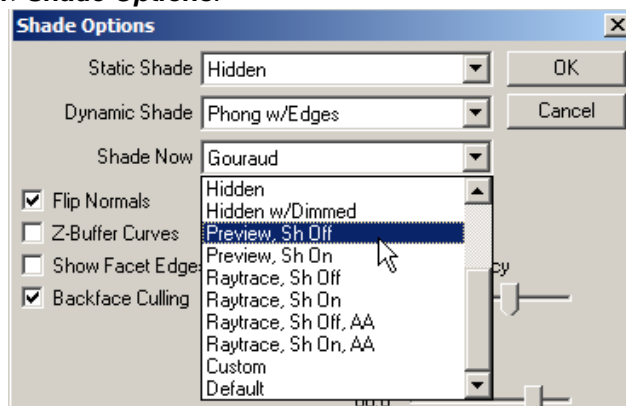 Shade Options
Static Shade Hidden OK
Dynamic Shade Phong w/Edges Cancel
Shade Now Gouraud
Hidden
Flip Normals
Hidden w/Dimmed
Z-Buffer Curves
Preview, Sh Off
Preview, Sh On
Show Facet Edge
Raytrace, Sh Off
Backface Culling
Raytrace, Sh On
Raytrace, Sh Off, AA
Raytrace, Sh On, AA
Custom
Default